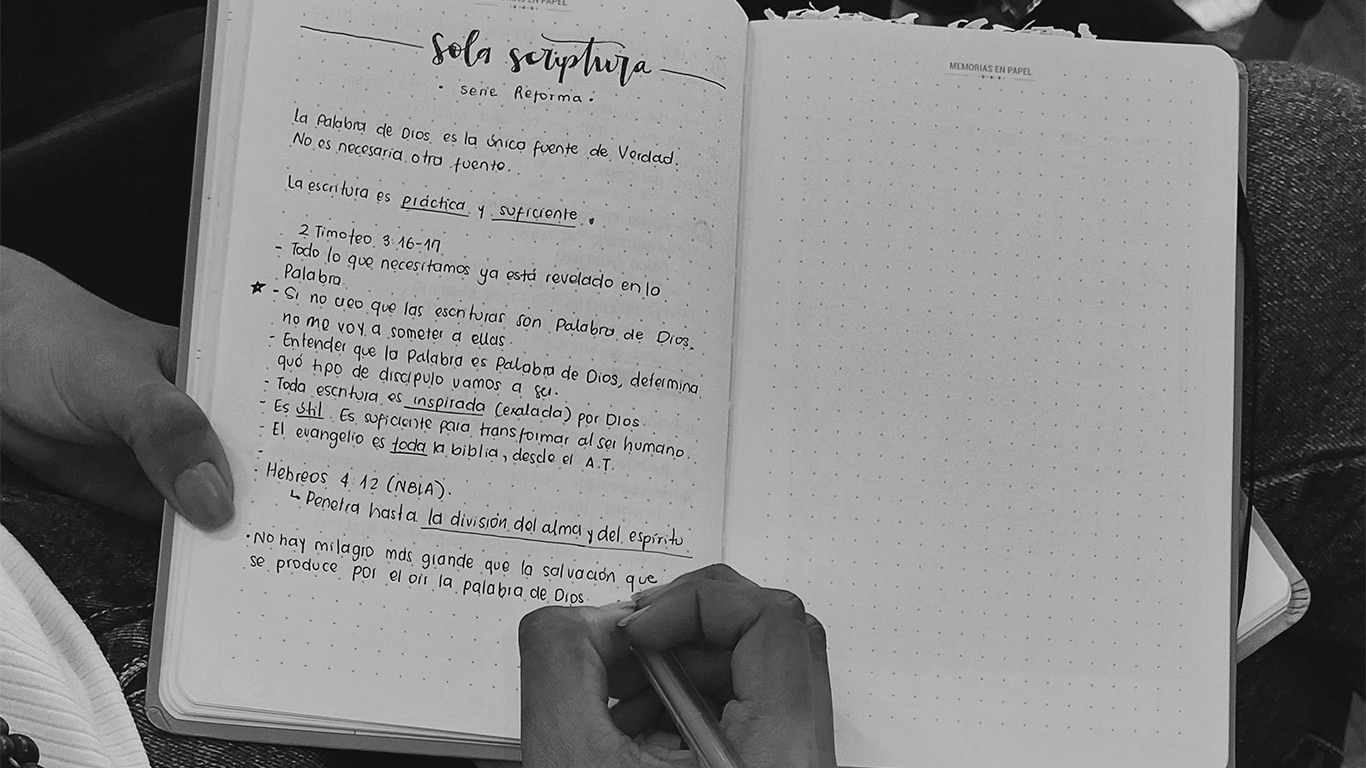 MEMORIAS EN PAPEL
sola scriptura
• serie Reforma •
La Palabra de Dios es la única fuente de Verdad.
No es necesaria otra fuente.
La escritura es práctica y suficiente.
2 Timoteo 3:16-17
- Todo lo que necesitamos ya está revelado en la
Palabra.
★ - Si no creo que las escrituras son Palabra de Dios,
no me voy a someter a ellas.
- Entender que la Palabra es Palabra de Dios, determina
qué tipo de discípulo vamos a ser.
- Toda escritura es inspirada (exalada) por Dios.
- Es útil. Es suficiente para transformar al ser humano.
- El evangelio es toda la biblia, desde el A.T.
-
· Hebreos 4:12 (NBLA).
↳ Penetra hasta la división del alma y del espíritu
• No hay milagro más grande que la salvación que
se produce por el oír la palabra de Dios.
MEMORIAS EN PAPEL